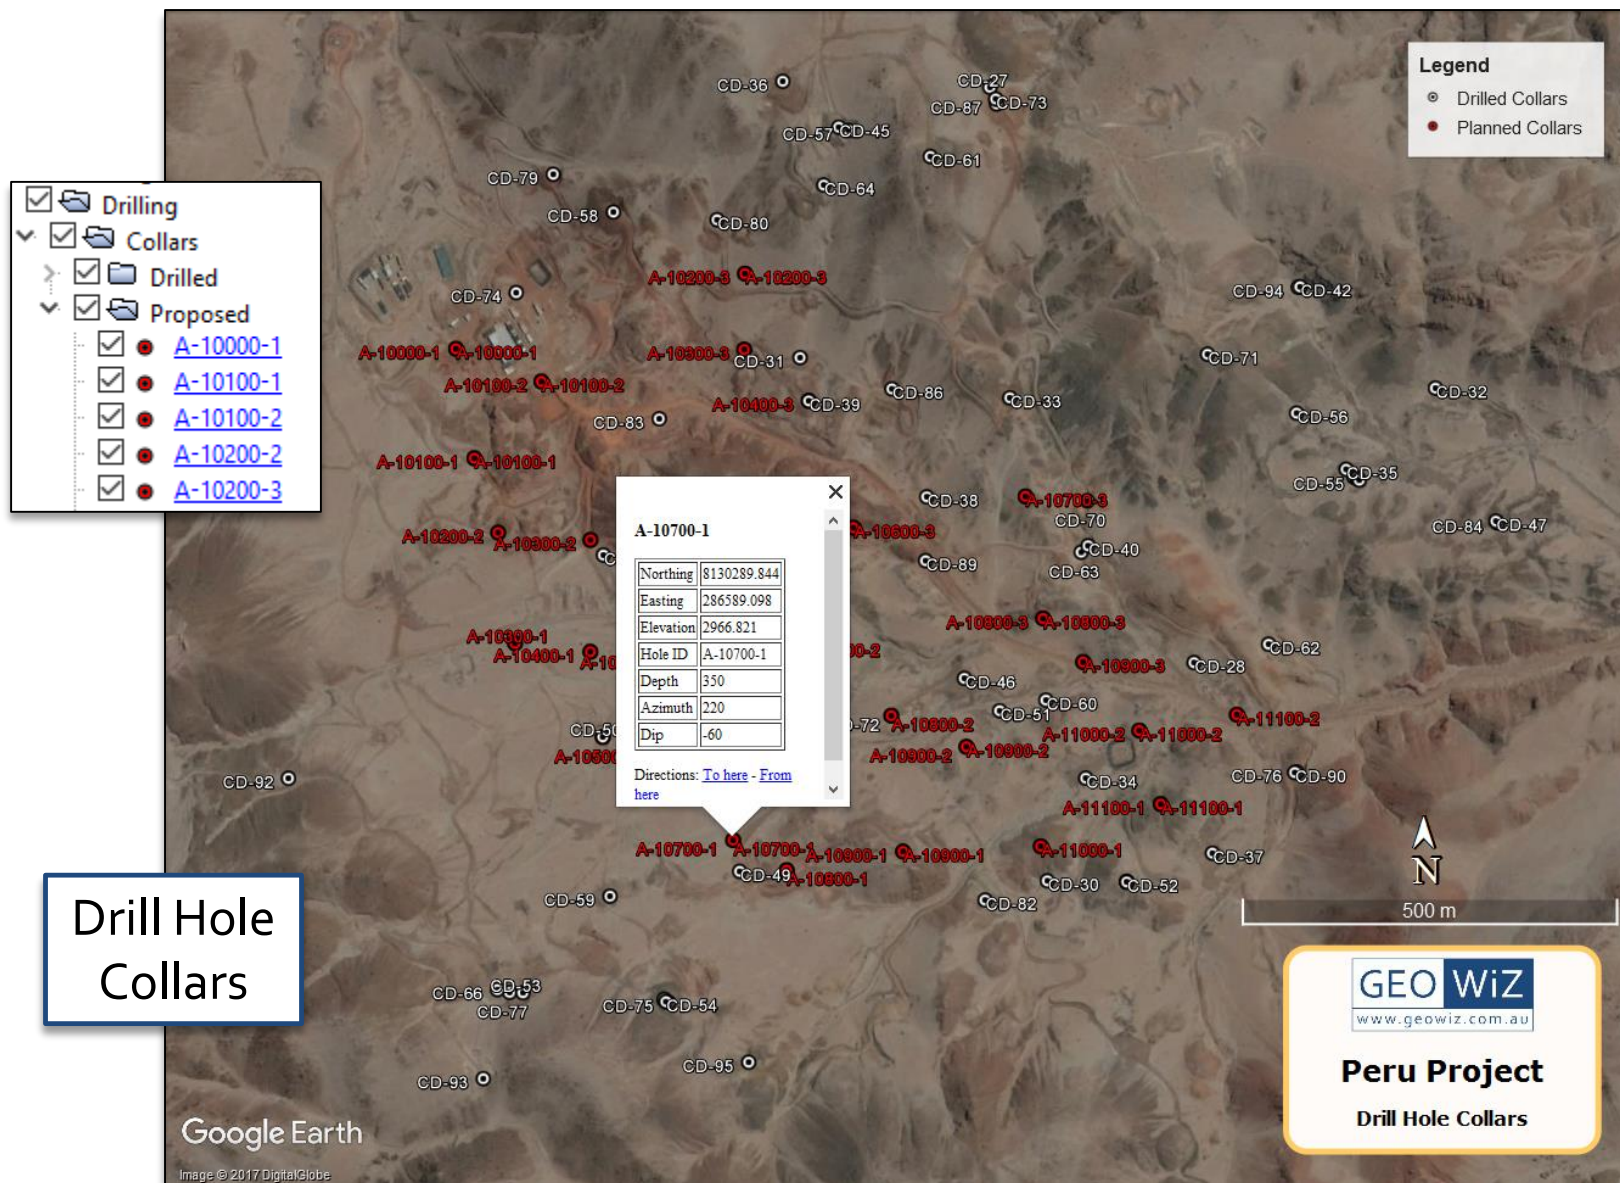 Legend
Drilled Collars
Planned Collars
Drilling
Collars
Drilled
Proposed
A-10000-1
A-10100-1
A-10100-2
A-10200-2
A-10200-3
CD-36
CD-27
CD-87 CD-73
CD-57 CD-45
CD-61
CD-79
CD-64
CD-58
CD-80
A-10200-3 A-10200-3
CD-74
CD-94 CD-42
A-10000-1 A-10000-1
A-10300-3 CD-31
CD-71
A-10100-2 A-10100-2
CD-86
CD-32
A-10400-3 CD-39
CD-33
CD-83
CD-56
A-10100-1 A-10100-1
CD-35
CD-55
CD-38
A-10700-3
CD-70
CD-84 CD-47
A-10200-2 A-10300-2
A-10600-3
CD-40
CD-89
CD-63
A-10800-3 A-10800-3
A-10300-1
A-10400-1
CD-62
A-10900-3 CD-28
CD-46
CD-60
CD-51
-72 A-10800-2
A-11100-2
A-11000-2 A-11000-2
A-10900-2 A-10900-2
CD-92
CD-34
CD-76 CD-90
A-11100-1 A-11100-1
A-10700-1
Northing 8130289.844
Easting 286589.098
Elevation 2966.821
Hole ID A-10700-1
Depth 350
Azimuth 220
Dip -60
Directions: To here - From
here
A-10700-1 A-10700-1 A-10900-1 A-10900-1
A-11000-1
CD-37
CD-49 A-10800-1
CD-30 CD-52
CD-59
CD-82
N
500 m
Drill Hole
Collars
CD-66 CD-53
CD-77
CD-75 CD-54
CD-95
CD-93
GEO WiZ
www.geowiz.com.au
Peru Project
Drill Hole Collars
Google Earth
Image © 2017 DigitalGlobe